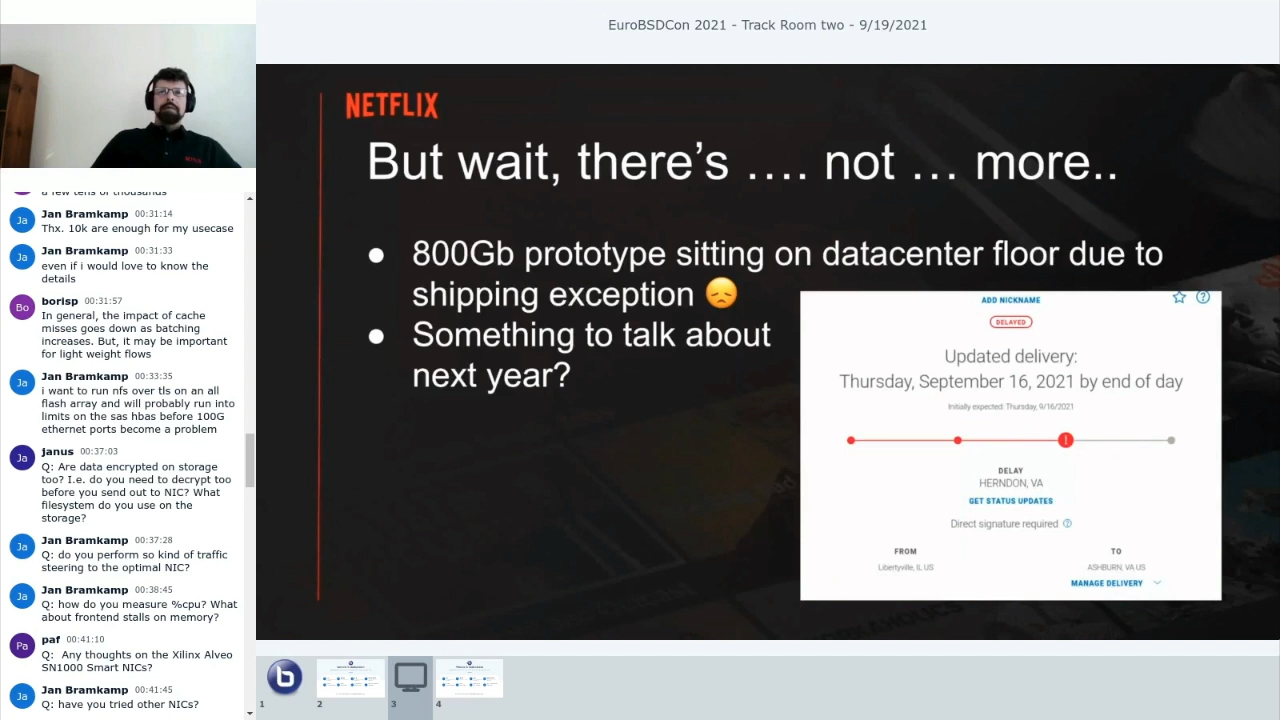 EuroBSDCon 2021 - Track Room two - 9/19/2021
a few tens of thousands
Ja
Jan Bramkamp 00:31:14
Thx. 10k are enough for my usecase
Ja
Jan Bramkamp 00:31:33
even if i would love to know the
details
Bo
borisp 00:31:57
In general, the impact of cache
misses goes down as batching
increases. But, it may be important
for light weight flows
Ja
Jan Bramkamp 00:33:35
i want to run nfs over tls on an all
flash array and will probably run into
limits on the sas hbas before 100G
ethernet ports become a problem
Ja
janus 00:37:03
Q: Are data encrypted on storage
too? I.e. do you need to decrypt too
before you send out to NIC? What
filesystem do you use on the
storage?
Ja
Jan Bramkamp 00:37:28
Q: do you perform so kind of traffic
steering to the optimal NIC?
Ja
Jan Bramkamp 00:38:45
Q: how do you measure %cpu? What
about frontend stalls on memory?
Pa
paf 00:41:10
Q: Any thoughts on the Xilinx Alveo
SN1000 Smart NICs?
Ja
Jan Bramkamp 00:41:45
Q: have you tried other NICs?
NETFLIX
But wait, there's .... not ... more..
● 800Gb prototype sitting on datacenter floor due to
shipping exception 😞
● Something to talk about
next year?
ADD NICKNAME
DELAYED
Updated delivery:
Thursday, September 16, 2021 by end of day
Initially expected: Thursday, 9/16/2021
!
DELAY
HERNDON, VA
GET STATUS UPDATES
Direct signature required ?
FROM TO
Libertyville, IL US ASHBURN, VA US
MANAGE DELIVERY
b
1 2 3 4